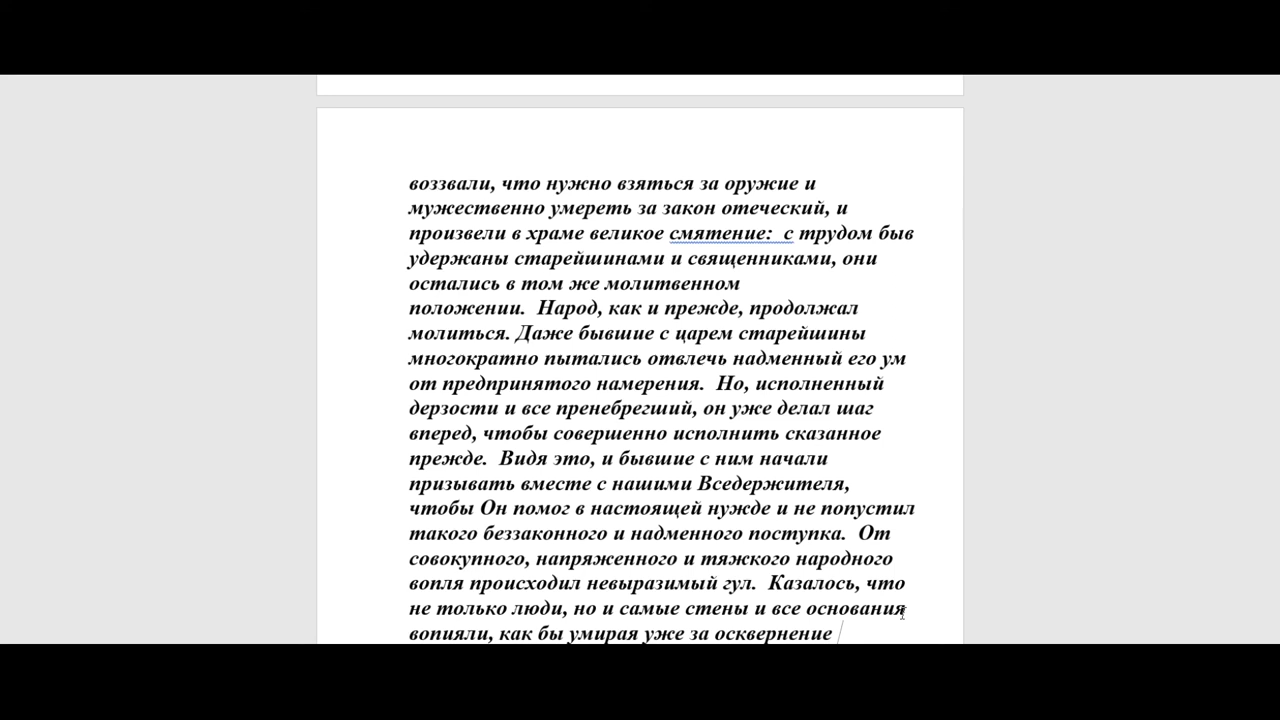 воззвали, что нужно взяться за оружие и
мужественно умереть за закон отеческий, и
произвели в храме великое смятение:  с трудом быв
удержаны старейшинами и священниками, они
остались в том же молитвенном
положении.  Народ, как и прежде, продолжал
молиться. Даже бывшие с царем старейшины
многократно пытались отвлечь надменный его ум
от предпринятого намерения.  Но, исполненный
дерзости и все пренебрегший, он уже делал шаг
вперед, чтобы совершенно исполнить сказанное
прежде.  Видя это, и бывшие с ним начали
призывать вместе с нашими Вседержителя,
чтобы Он помог в настоящей нужде и не попустил
такого беззаконного и надменного поступка.  От
совокупного, напряженного и тяжкого народного
вопля происходил невыразимый гул.  Казалось, что
не только люди, но и самые стены и все основания
вопияли, как бы умирая уже за осквернение